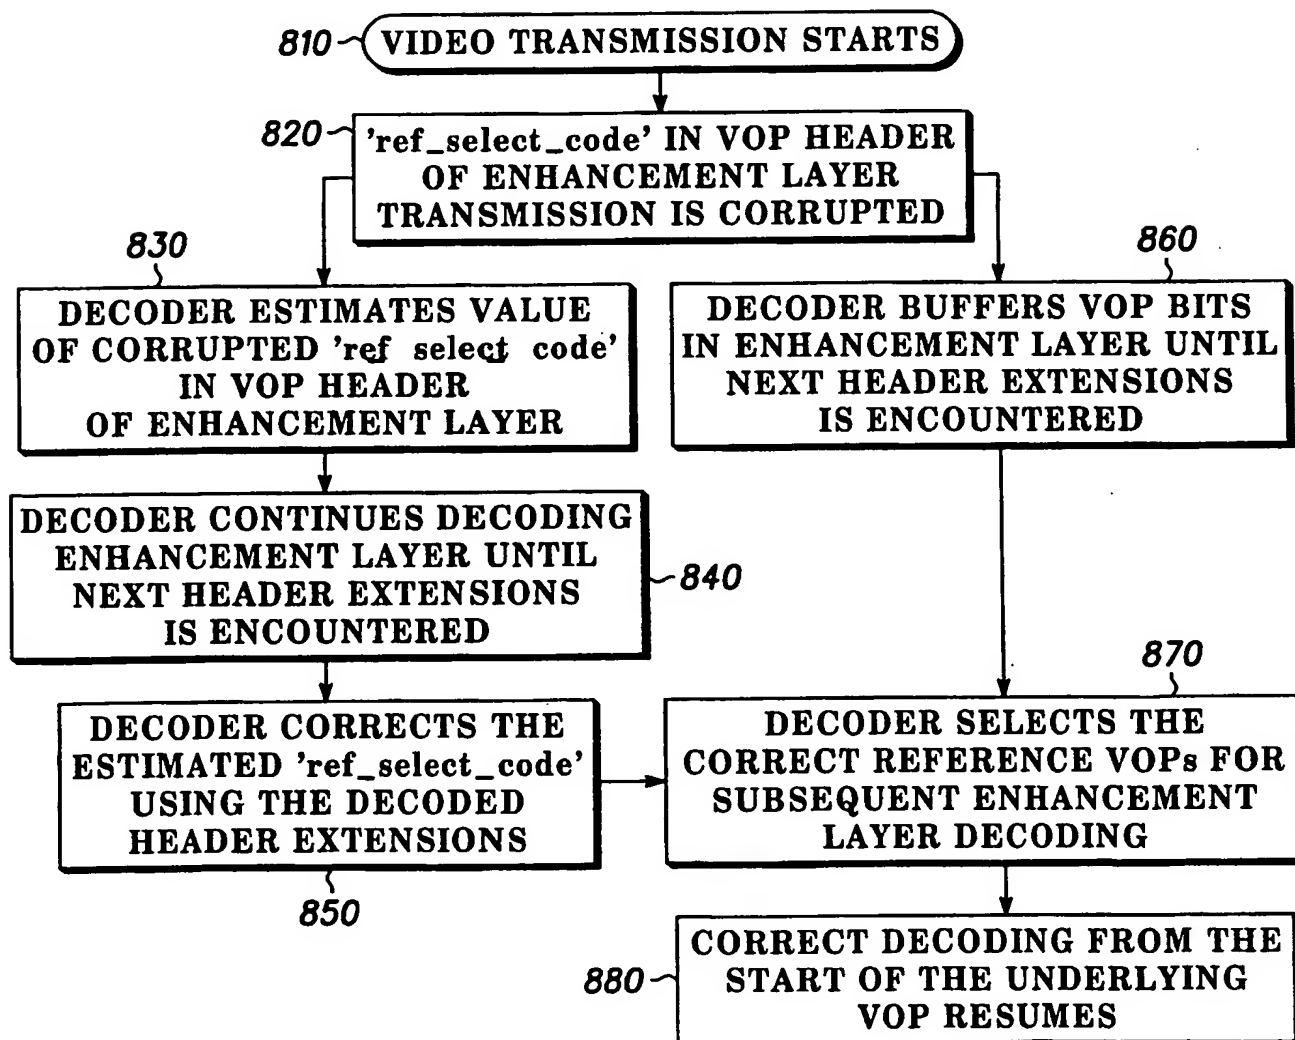 810
VIDEO TRANSMISSION STARTS
820
'ref_select_code' IN VOP HEADER
OF ENHANCEMENT LAYER
TRANSMISSION IS CORRUPTED
830
DECODER ESTIMATES VALUE
OF CORRUPTED 'ref select code'
IN VOP HEADER
OF ENHANCEMENT LAYER
860
DECODER BUFFERS VOP BITS
IN ENHANCEMENT LAYER UNTIL
NEXT HEADER EXTENSIONS
IS ENCOUNTERED
DECODER CONTINUES DECODING
ENHANCEMENT LAYER UNTIL
NEXT HEADER EXTENSIONS
IS ENCOUNTERED
840
DECODER CORRECTS THE
ESTIMATED 'ref_select_code'
USING THE DECODED
HEADER EXTENSIONS
850
870
DECODER SELECTS THE
CORRECT REFERENCE VOPs FOR
SUBSEQUENT ENHANCEMENT
LAYER DECODING
880
CORRECT DECODING FROM THE
START OF THE UNDERLYING
VOP RESUMES